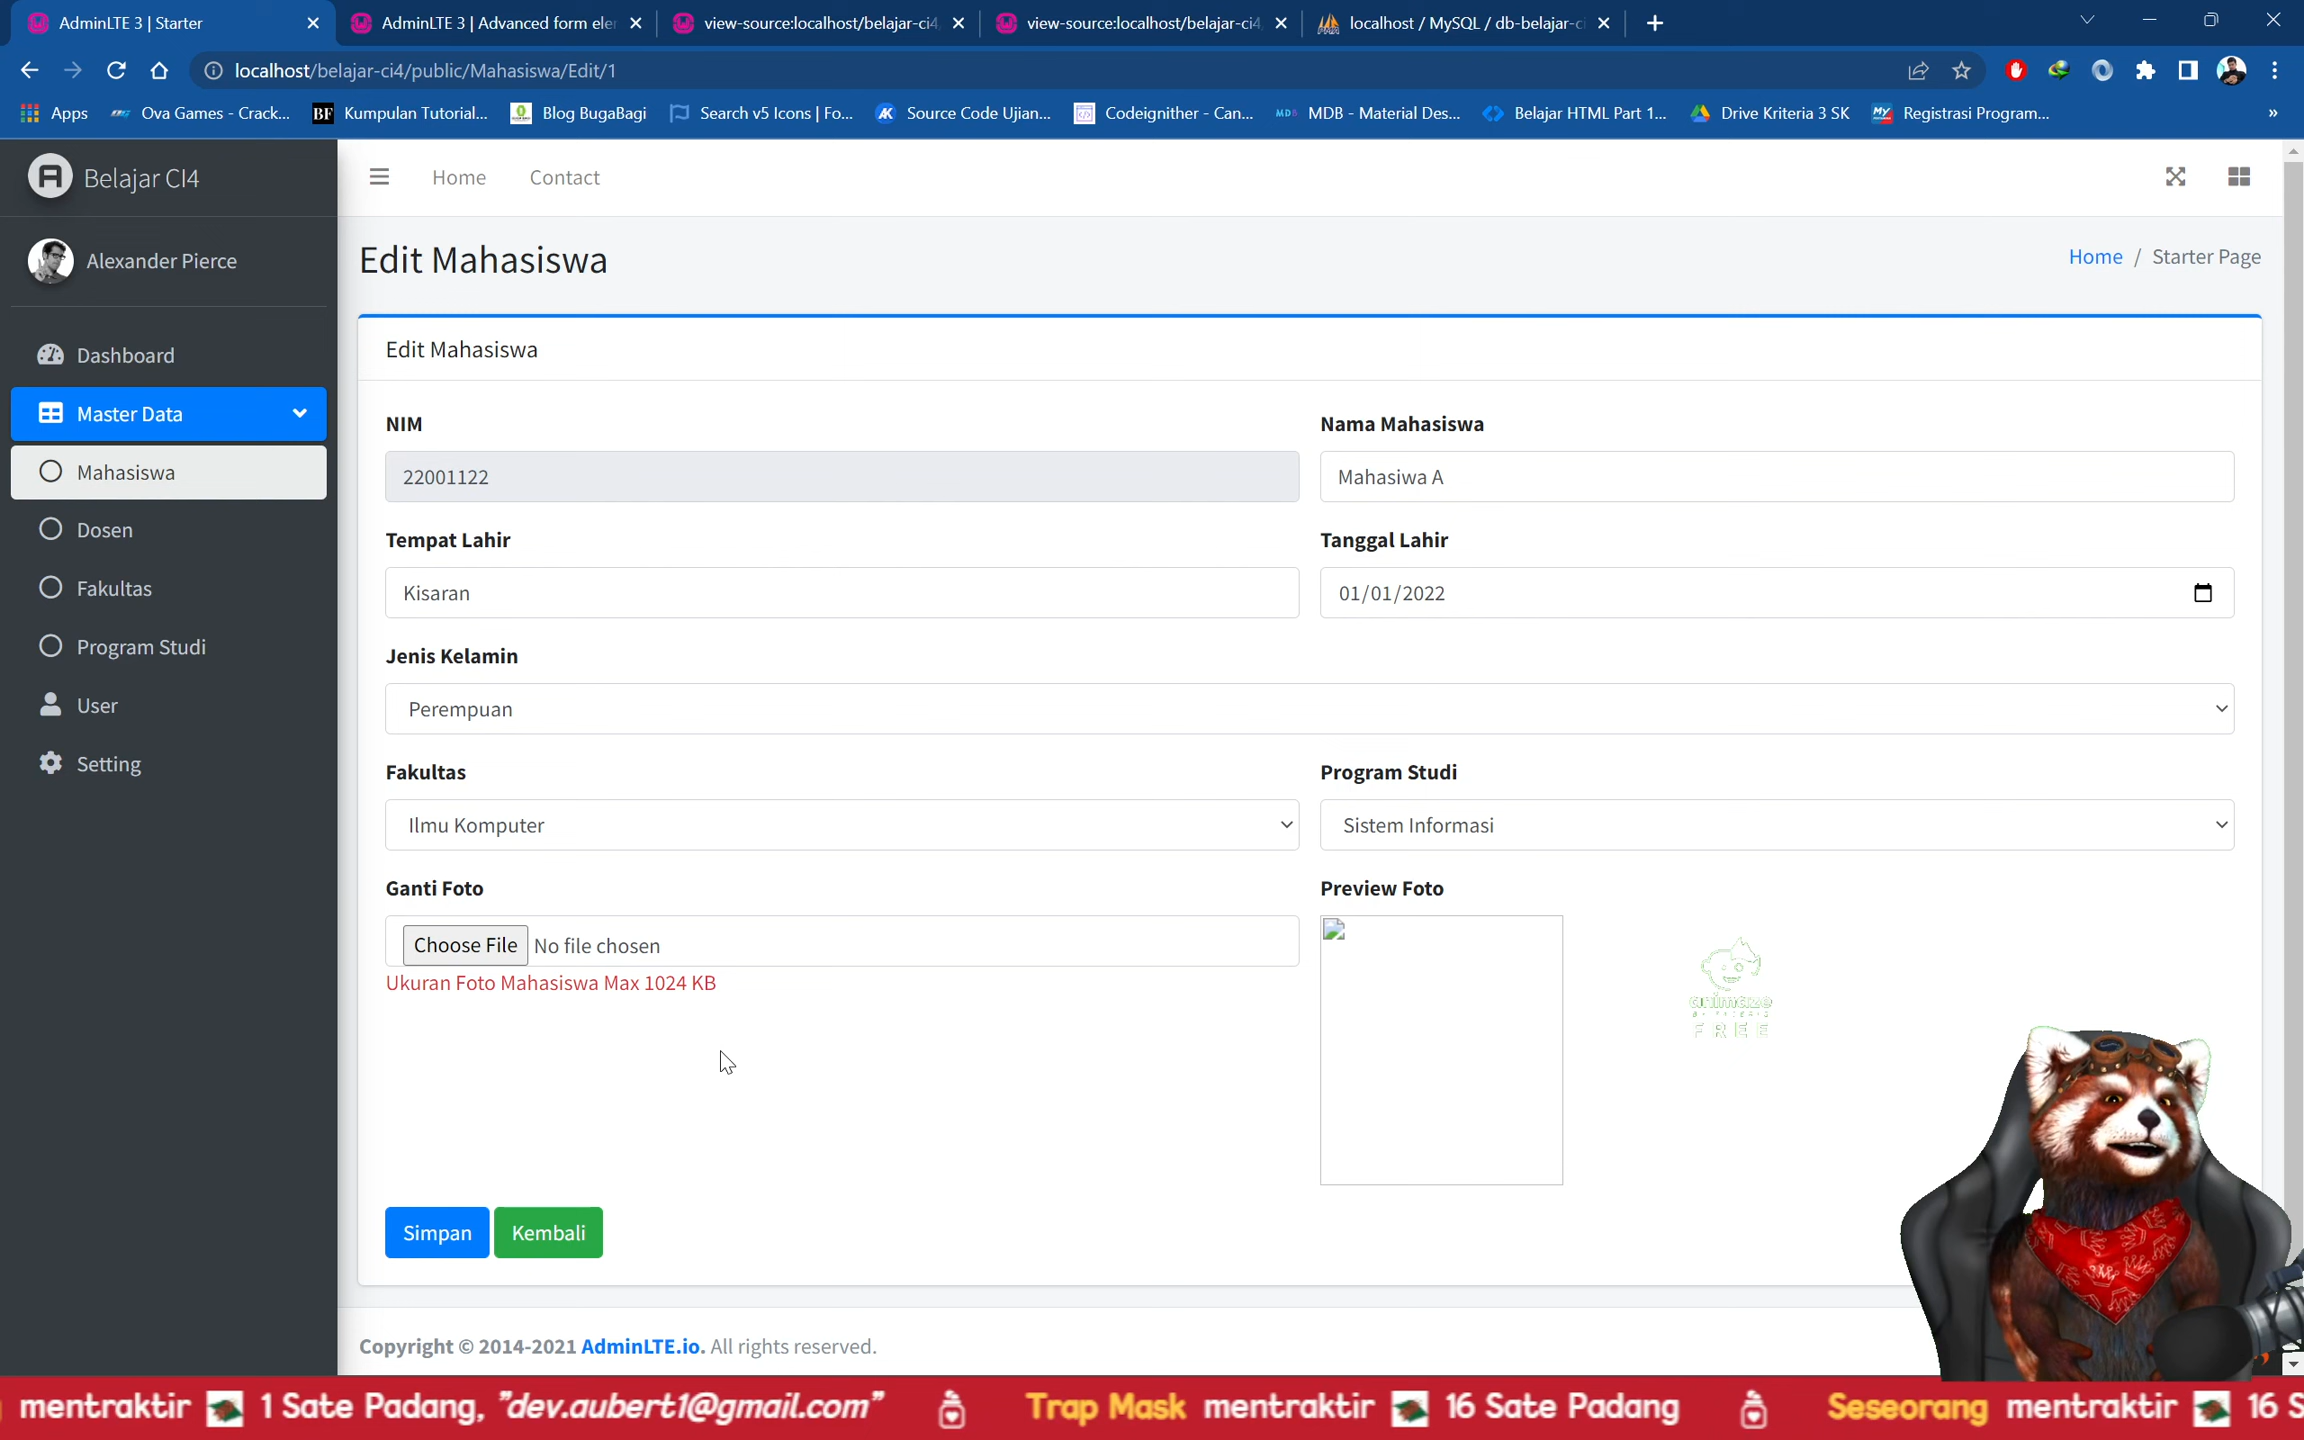 AdminLTE 3 | Starter
AdminLTE 3 | Advanced form eler
view-source:localhost/belajar-ci4
view-source:localhost/belajar-ci4
localhost / MySQL / db-belajar-c
localhost/belajar-ci4/public/Mahasiswa/Edit/1
Apps
Ova Games - Crack...
BF Kumpulan Tutorial...
Blog BugaBagi
Search v5 Icons | Fo...
Source Code Ujian...
Codeignither - Can...
MDB MDB - Material Des...
Belajar HTML Part 1...
Drive Kriteria 3 SK
My Registrasi Program...
»
Belajar CI4
Home
Contact
Alexander Pierce
Edit Mahasiswa
Home / Starter Page
Dashboard
Master Data
Mahasiswa
Dosen
Fakultas
Program Studi
User
Setting
Edit Mahasiswa
NIM
Nama Mahasiswa
22001122
Mahasiwa A
Tempat Lahir
Tanggal Lahir
Kisaran
01/01/2022
Jenis Kelamin
Perempuan
Fakultas
Program Studi
Ilmu Komputer
Sistem Informasi
Ganti Foto
Preview Foto
Choose File No file chosen
Ukuran Foto Mahasiswa Max 1024 KB
animaze
FREE
Simpan
Kembali
Copyright © 2014-2021 AdminLTE.io. All rights reserved.
mentraktir 1 Sate Padang, "dev.aubert1@gmail.com" Trap Mask mentraktir 16 Sate Padang Seseorang mentraktir 16 S